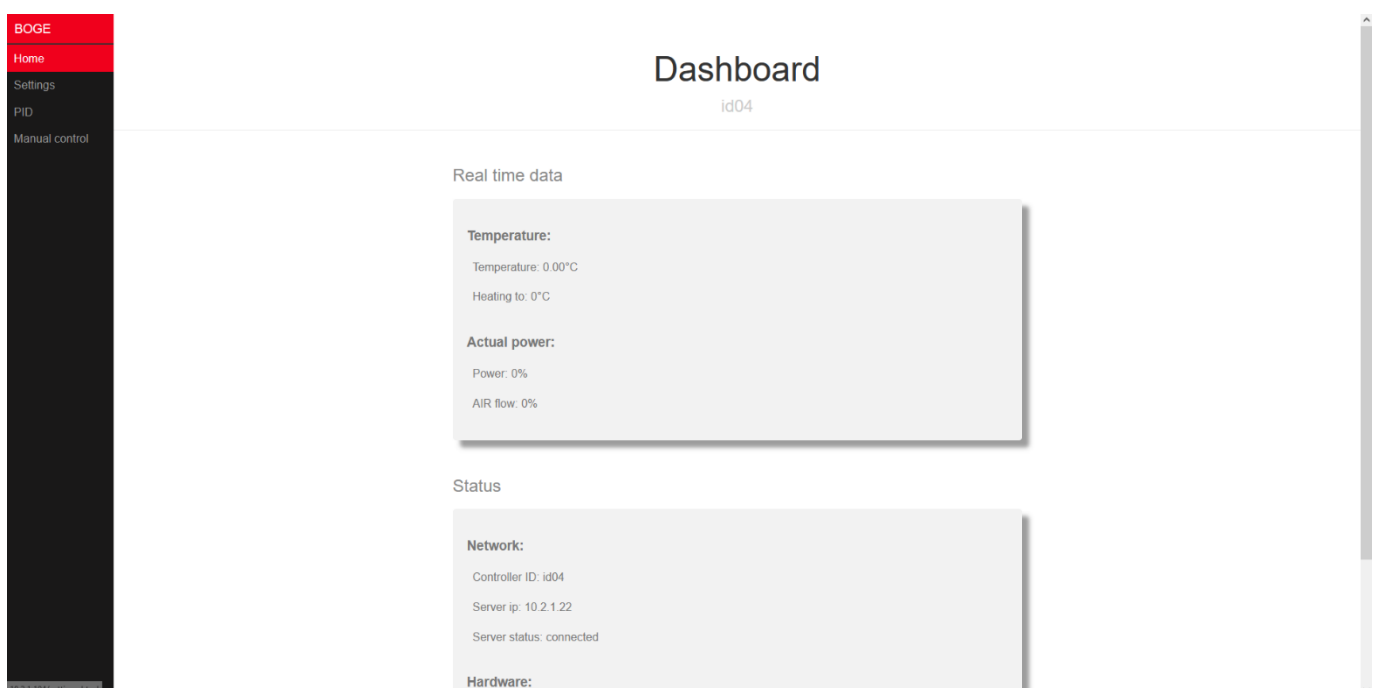 BOGE
Home
Settings
PID
Manual control
Dashboard
id04
Real time data
Temperature:
Temperature: 0.00°C
Heating to: 0°C
Actual power:
Power: 0%
AIR flow: 0%
Status
Network:
Controller ID: id04
Server ip: 10.2.1.22
Server status: connected
Hardware: